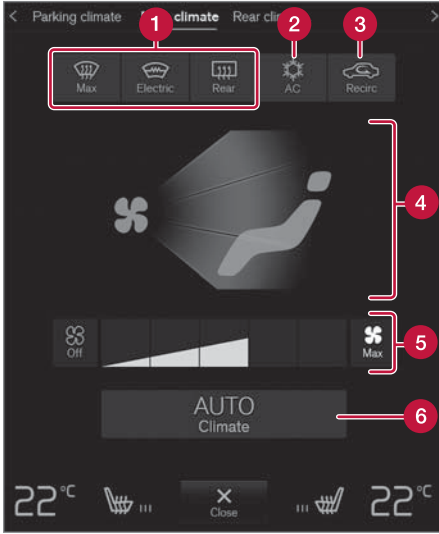 < Parking climate climate Rear >
1 2 3
Max Electric Rear AC Recirc
4
Off Max
5
AUTO
Climate
6
22°C 22°C
Close